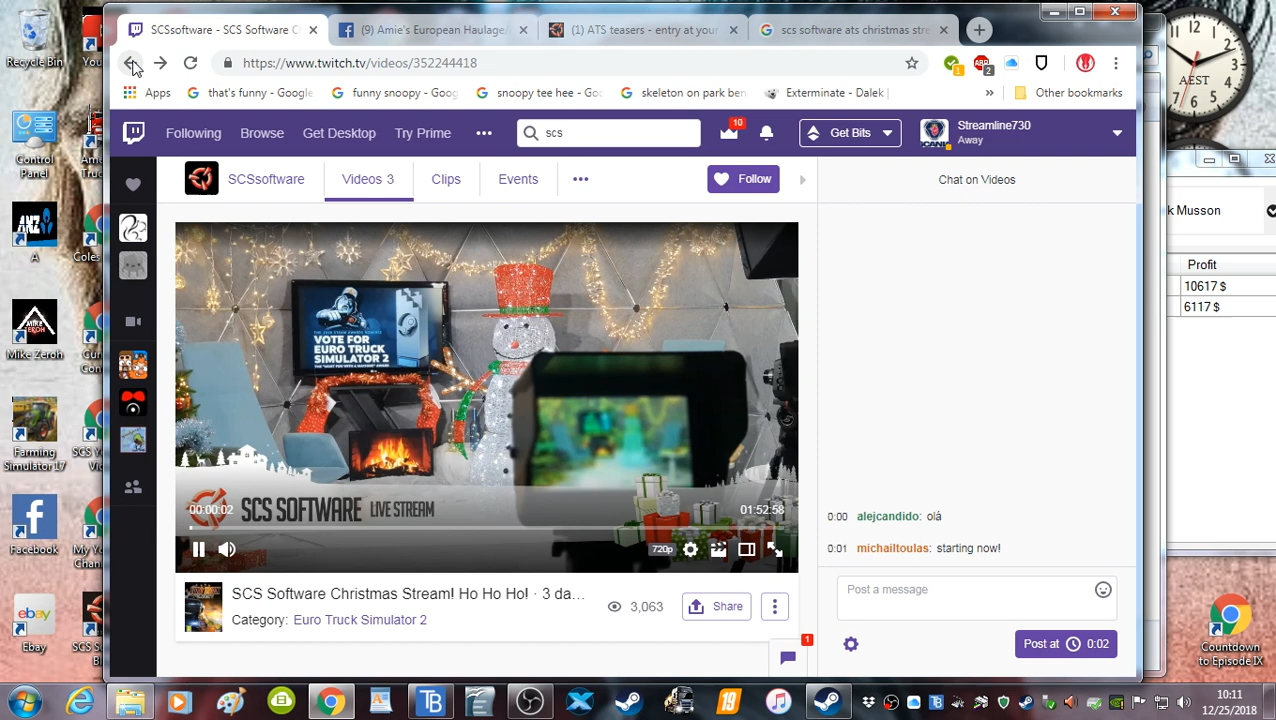 SCSsoftware - SCS Software C
(9) Amie's European Haulage/
(1) ATS teasers - entry at your
scs software ats christmas stre
https://www.twitch.tv/videos/352244418
Apps
that's funny - Google
funny snoopy - Goog
snoopy tee hee - Goo
skeleton on park ben
Exterminate - Dalek |
Other bookmarks
Following
Browse
Get Desktop
Try Prime
scs
10
Get Bits
Streamline730
Away
SCSsoftware
Videos 3
Clips
Events
Follow
Chat on Videos
VOTE FOR
EURO TRUCK
SIMULATOR 2
00:00:02
SCS SOFTWARE
LIVE STREAM
01:52:58
720p
0:00 alejcandido: olá
0:01 michailtoulas: starting now!
SCS Software Christmas Stream! Ho Ho Ho! · 3 da...
Category: Euro Truck Simulator 2
3,063
Share
Post a message
Post at 0:02
1
Recycle Bin
Control
Panel
ANZ
A
Mike Zeroh
Farming
Simulator17
Facebook
ebay
Ebay
AEST
k Musson
Profit
10617 $
6117 $
Countdown
to Episode IX
10:11
12/25/2018